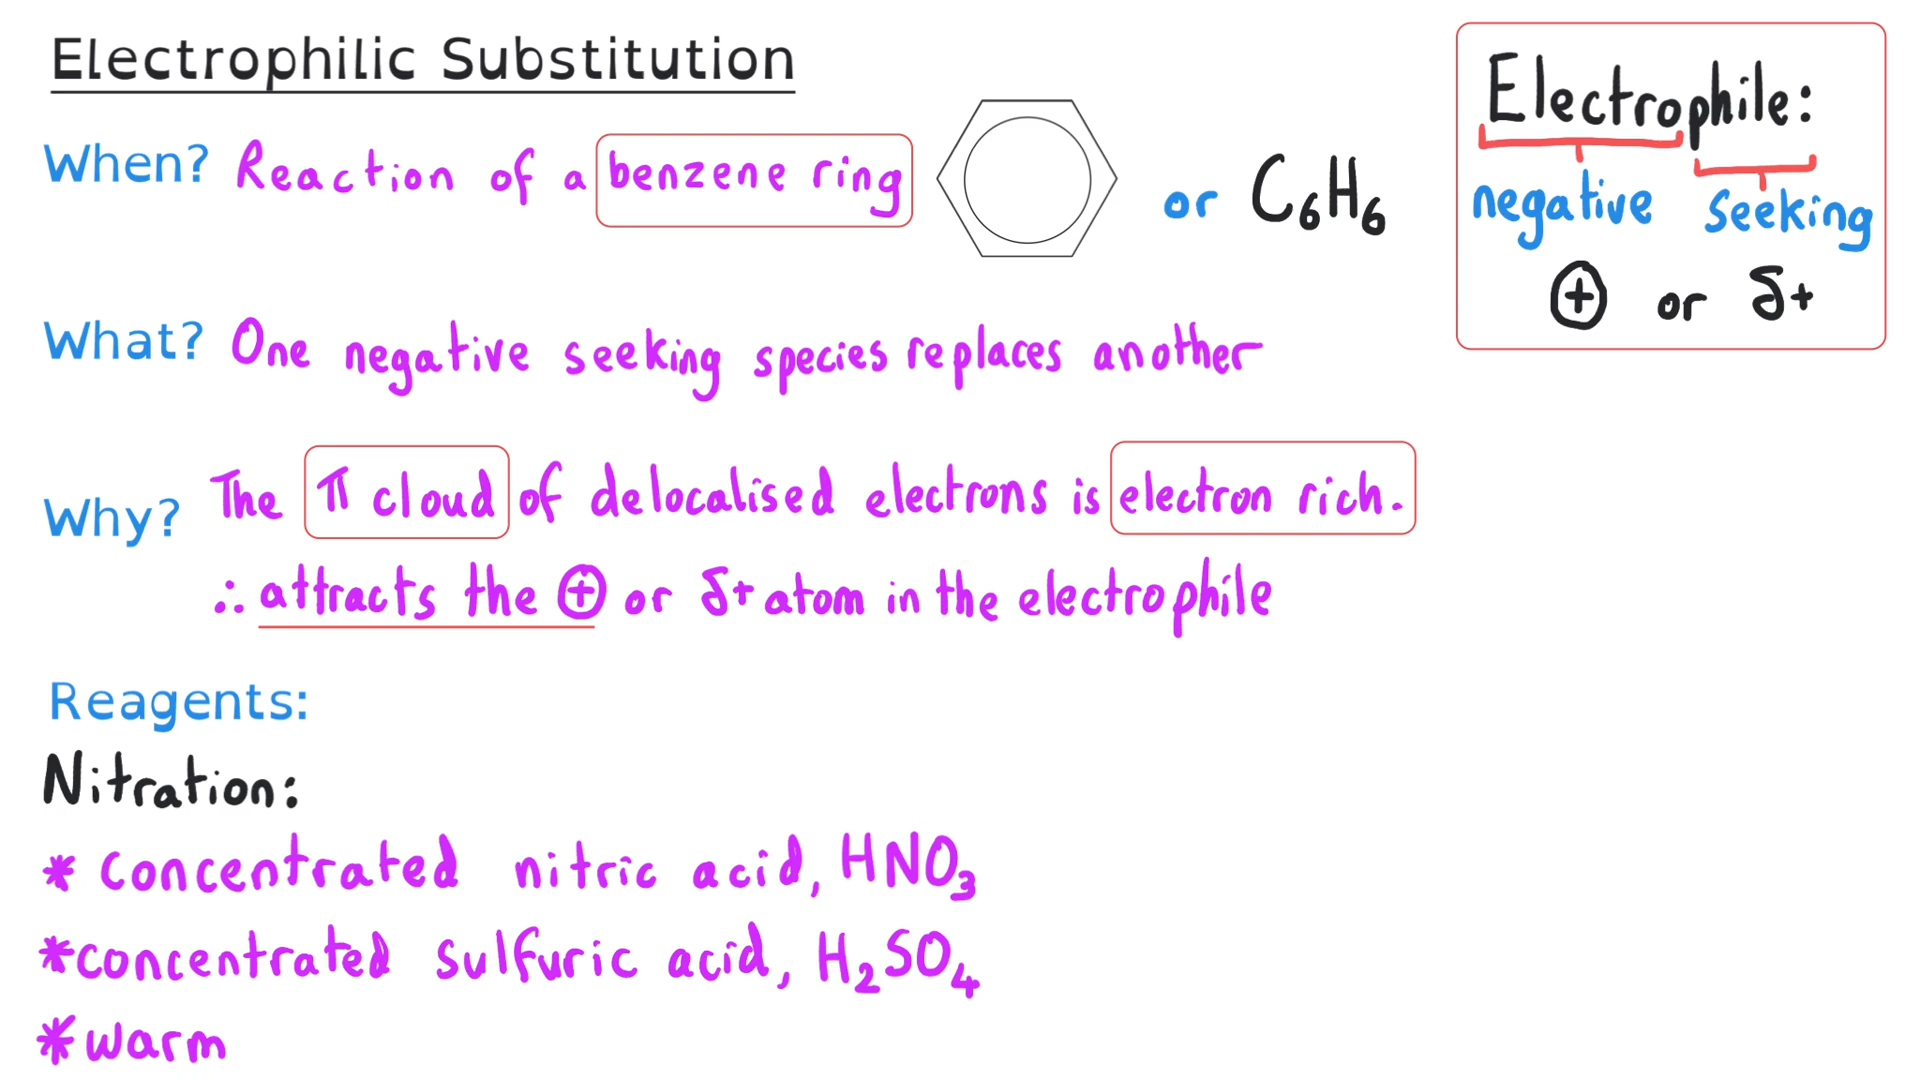 Electrophilic Substitution
When? Reaction of a benzene ring or C₆H₆
Electrophile:
negative seeking
⊕ or δ+
What? One negative seeking species replaces another
Why? The π cloud of delocalised electrons is electron rich.
∴ attracts the ⊕ or δ+ atom in the electrophile
Reagents:
Nitration:
* concentrated nitric acid, HNO₃
*concentrated sulfuric acid, H₂SO₄
*warm